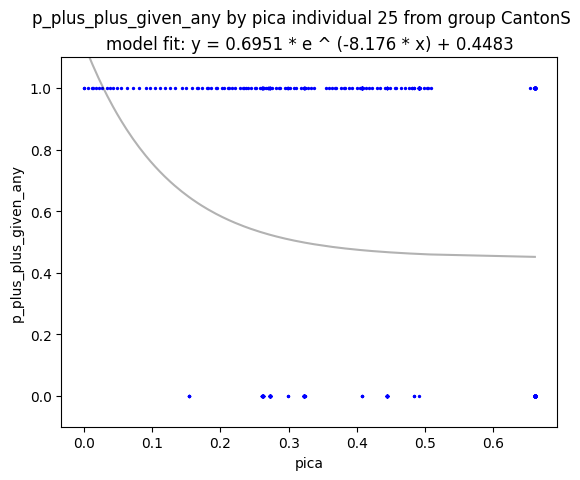 p_plus_plus_given_any by pica individual 25 from group CantonS
model fit: y = 0.6951 * e ^ (-8.176 * x) + 0.4483
1.0
0.8
0.6
0.4
0.2
0.0
p_plus_plus_given_any
0.0 0.1 0.2 0.3 0.4 0.5 0.6
pica